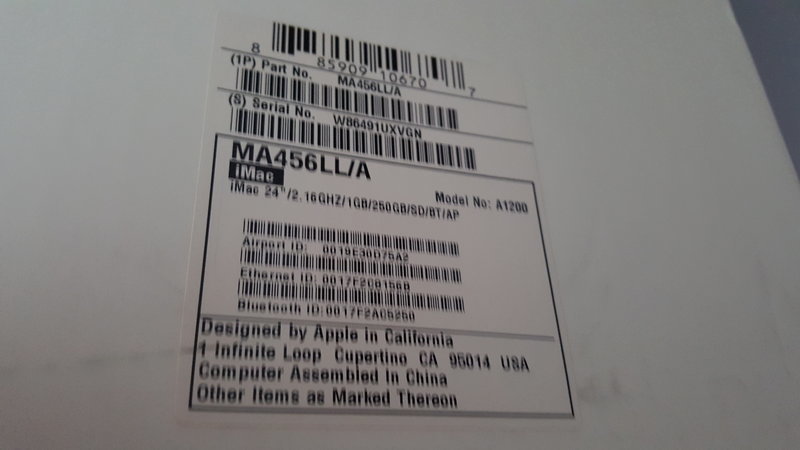 8 85909 10670 7
(1P) Part No. MA456LL/A
(S) Serial No. W86491UXVGN
MA456LL/A
iMac Model No: A1200
iMac 24"/2.16GHZ/1GB/250GB/SD/BT/AP
Airport ID: 0019E30D75A2
Ethernet ID: 0017F2C8156B
Bluetooth ID: 0017F2AC5250
Designed by Apple in California
1 Infinite Loop Cupertino CA 95014 USA
Computer Assembled In China
Other Items as Marked Thereon